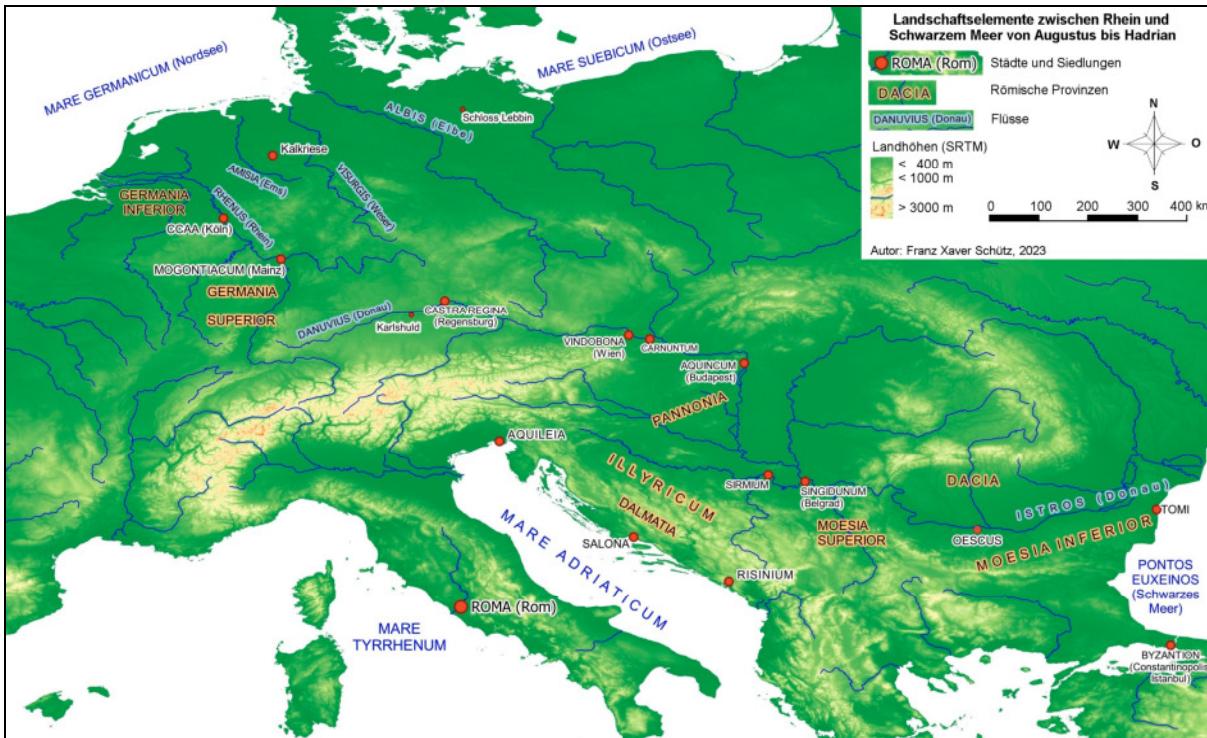 MARE GERMANICUM (Nordsee)
MARE SUEBICUM (Ostsee)
Landschaftselemente zwischen Rhein und
Schwarzem Meer von Augustus bis Hadrian
ROMA (Rom)
Städte und Siedlungen
DACIA
Römische Provinzen
DANUVIUS (Donau)
Flüsse
Landhöhen (SRTM)
< 400 m
< 1000 m
> 3000 m
N
W
O
S
0 100 200 300 400 km
Autor: Franz Xaver Schütz, 2023
ALBIS (Elbe)
Schloss Lebbin
Kalkriese
AMISIA (Ems)
VISURGIS (Weser)
GERMANIA
INFERIOR
RHENUS (Rhein)
CCAA (Köln)
MOGONTIACUM (Mainz)
GERMANIA
SUPERIOR
DANUVIUS (Donau)
Karlshuld
CASTRA REGINA
(Regensburg)
VINDOBONA
(Wien)
CARNUNTUM
AQUINCUM
(Budapest)
PANNONIA
AQUILEIA
ILLYRICUM
DALMATIA
SIRMIUM
SINGIDUNUM
(Belgrad)
DACIA
ISTROS (Donau)
TOMI
MOESIA
SUPERIOR
OESCUS
MOESIA INFERIOR
SALONA
MARE ADRIATICUM
RISINIUM
PONTOS
EUXEINOS
(Schwarzes
Meer)
ROMA (Rom)
MARE
TYRRHENUM
BYZANTION
(Constantinopolis
Istanbul)